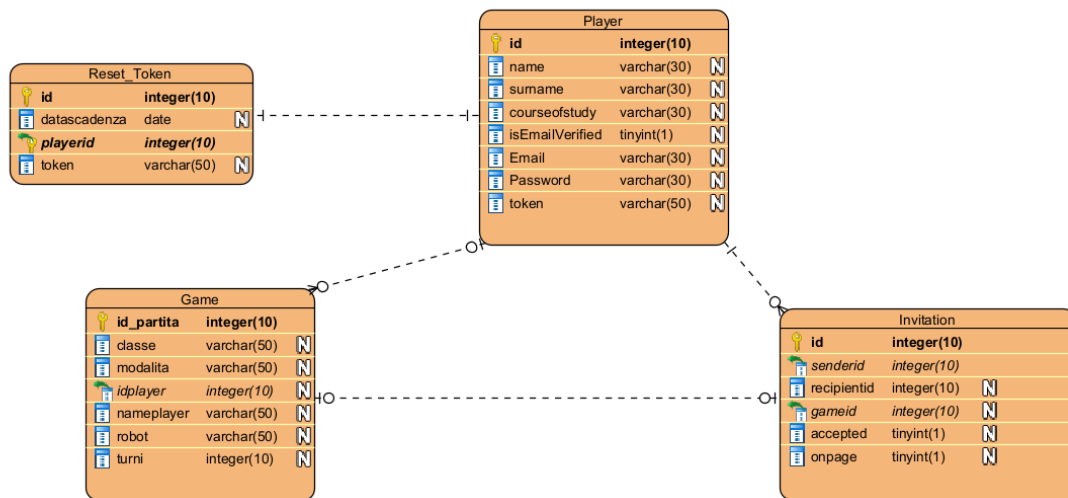 Player
id integer(10)
name varchar(30) N
surname varchar(30) N
courseofstudy varchar(30) N
isEmailVerified tinyint(1) N
Email varchar(30) N
Password varchar(30) N
token varchar(50) N
Reset_Token
id integer(10)
datascadenza date N
playerid integer(10)
token varchar(50) N
Game
id_partita integer(10)
classe varchar(50) N
modalita varchar(50) N
idplayer integer(10) N
nameplayer varchar(50) N
robot varchar(50) N
turni integer(10) N
Invitation
id integer(10)
senderid integer(10)
recipientid integer(10) N
gameid integer(10) N
accepted tinyint(1) N
onpage tinyint(1) N